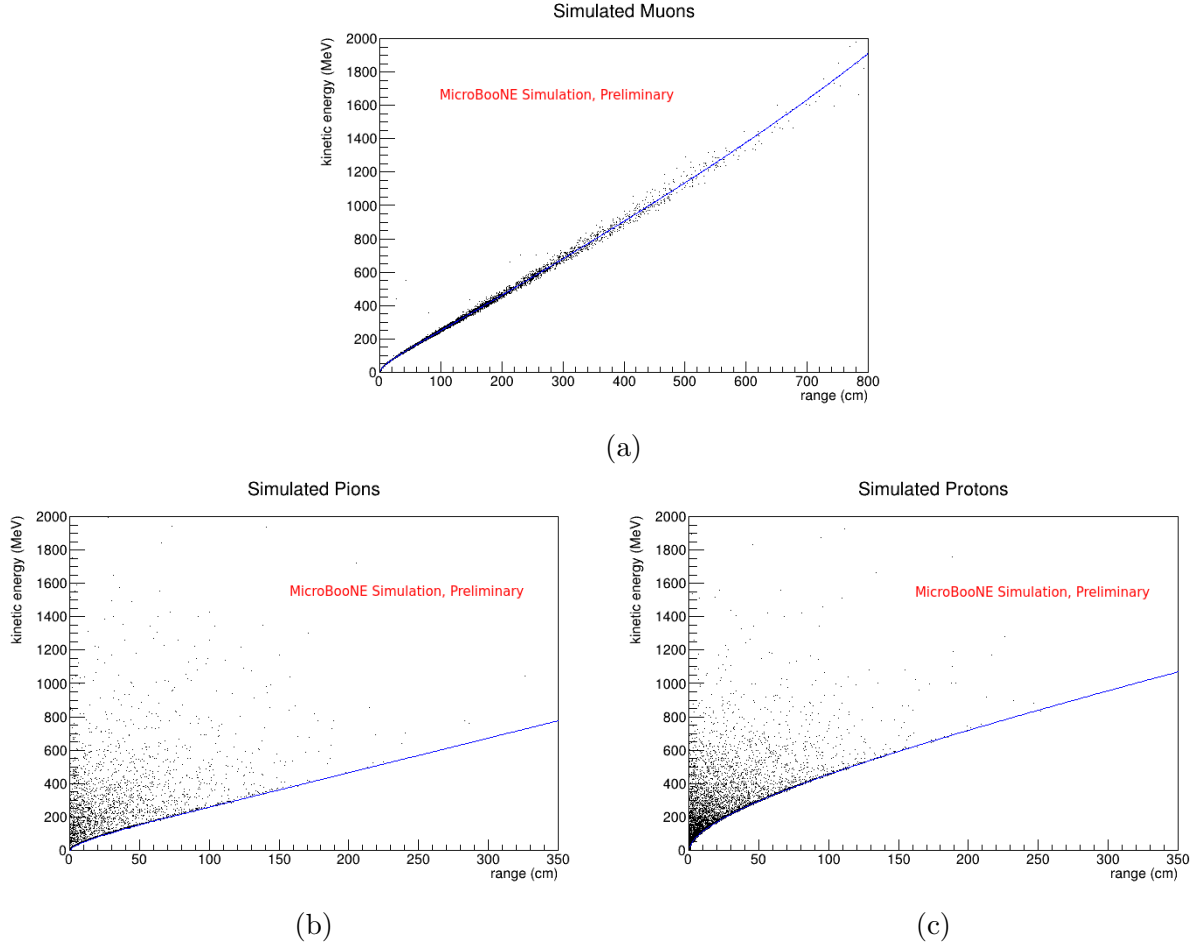 Simulated Muons
kinetic energy (MeV)
2000
1800
1600
1400
1200
1000
800
600
400
200
0
MicroBooNE Simulation, Preliminary
0 100 200 300 400 500 600 700 800
range (cm)
(a)
Simulated Pions
kinetic energy (MeV)
2000
1800
1600
1400
1200
1000
800
600
400
200
0
MicroBooNE Simulation, Preliminary
0 50 100 150 200 250 300 350
range (cm)
(b)
Simulated Protons
kinetic energy (MeV)
2000
1800
1600
1400
1200
1000
800
600
400
200
0
MicroBooNE Simulation, Preliminary
0 50 100 150 200 250 300 350
range (cm)
(c)